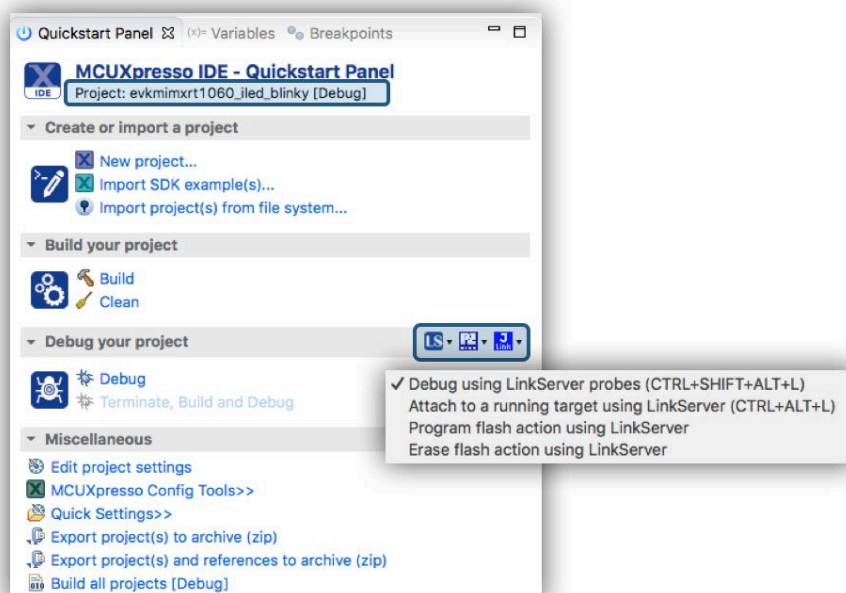 Quickstart Panel (x)= Variables Breakpoints
MCUXpresso IDE - Quickstart Panel
IDE
Project: evkmimxrt1060_iled_blinky [Debug]
Create or import a project
New project...
Import SDK example(s)...
Import project(s) from file system...
Build your project
Build
Clean
Debug your project
LS PE J Link
Debug
Terminate, Build and Debug
✓ Debug using LinkServer probes (CTRL+SHIFT+ALT+L)
Attach to a running target using LinkServer (CTRL+ALT+L)
Program flash action using LinkServer
Erase flash action using LinkServer
Miscellaneous
Edit project settings
MCUXpresso Config Tools>>
Quick Settings>>
Export project(s) to archive (zip)
Export project(s) and references to archive (zip)
010
Build all projects [Debug]